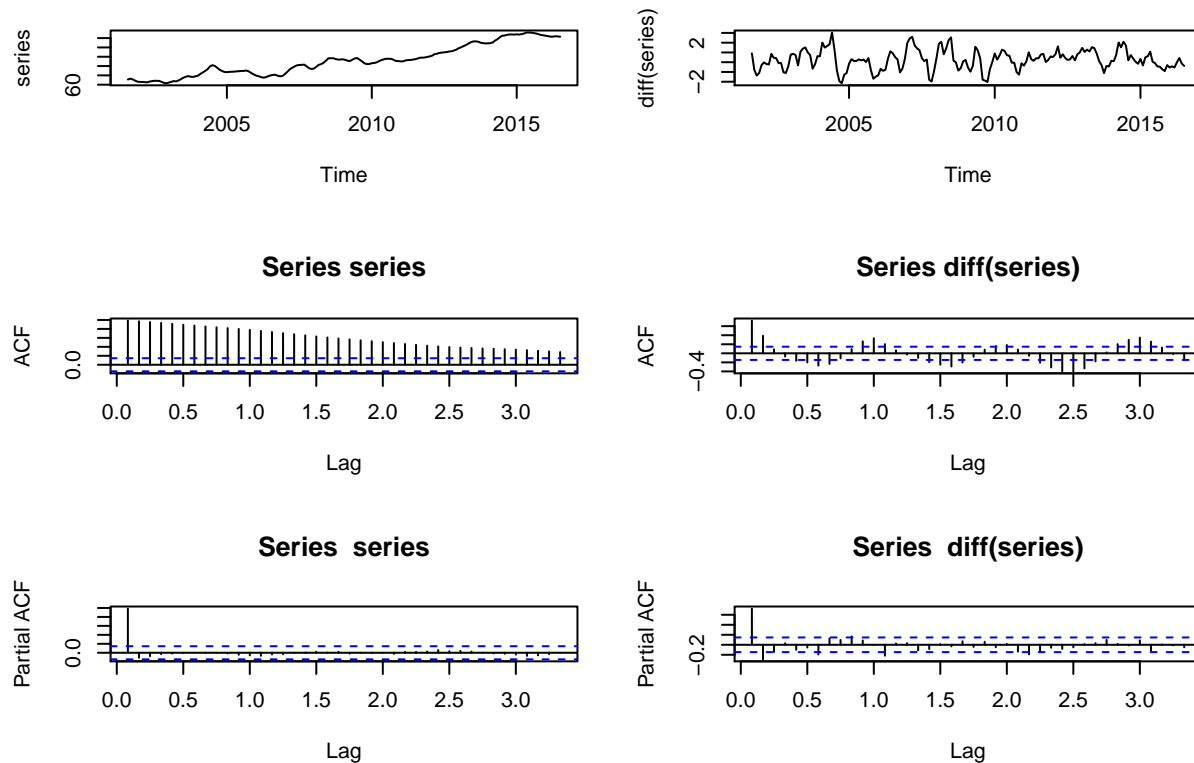 series
60
2005 2010 2015
Time
diff(series)
−2 2
2005 2010 2015
Time
Series series
ACF
0.0
0.0 0.5 1.0 1.5 2.0 2.5 3.0
Lag
Series diff(series)
ACF
−0.4
0.0 0.5 1.0 1.5 2.0 2.5 3.0
Lag
Series  series
Partial ACF
0.0
0.0 0.5 1.0 1.5 2.0 2.5 3.0
Lag
Series  diff(series)
Partial ACF
−0.2
0.0 0.5 1.0 1.5 2.0 2.5 3.0
Lag